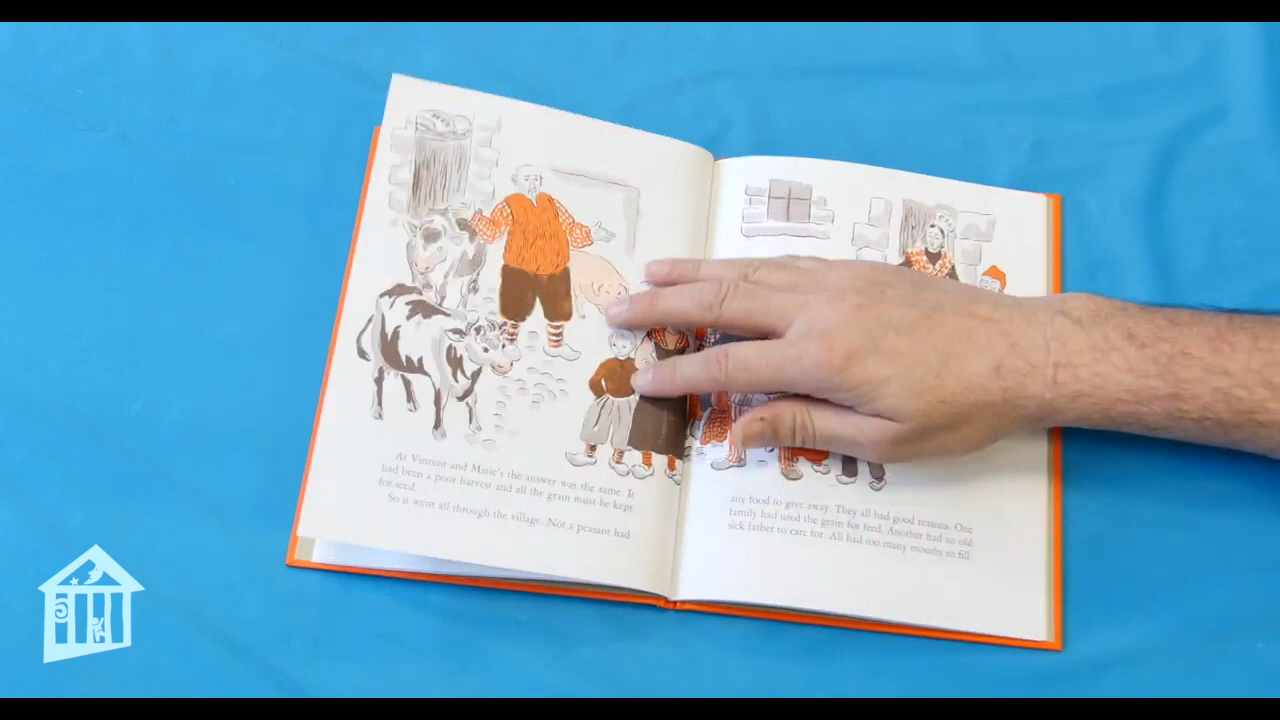 At Vincent and Marie's the answer was the same. It
had been a poor harvest and all the grain must be kept
for seed.
So it went all through the village. Not a peasant had
any food to give away. They all had good reasons. One
family had used the grain for feed. Another had an old
sick father to care for. All had too many mouths to fill.